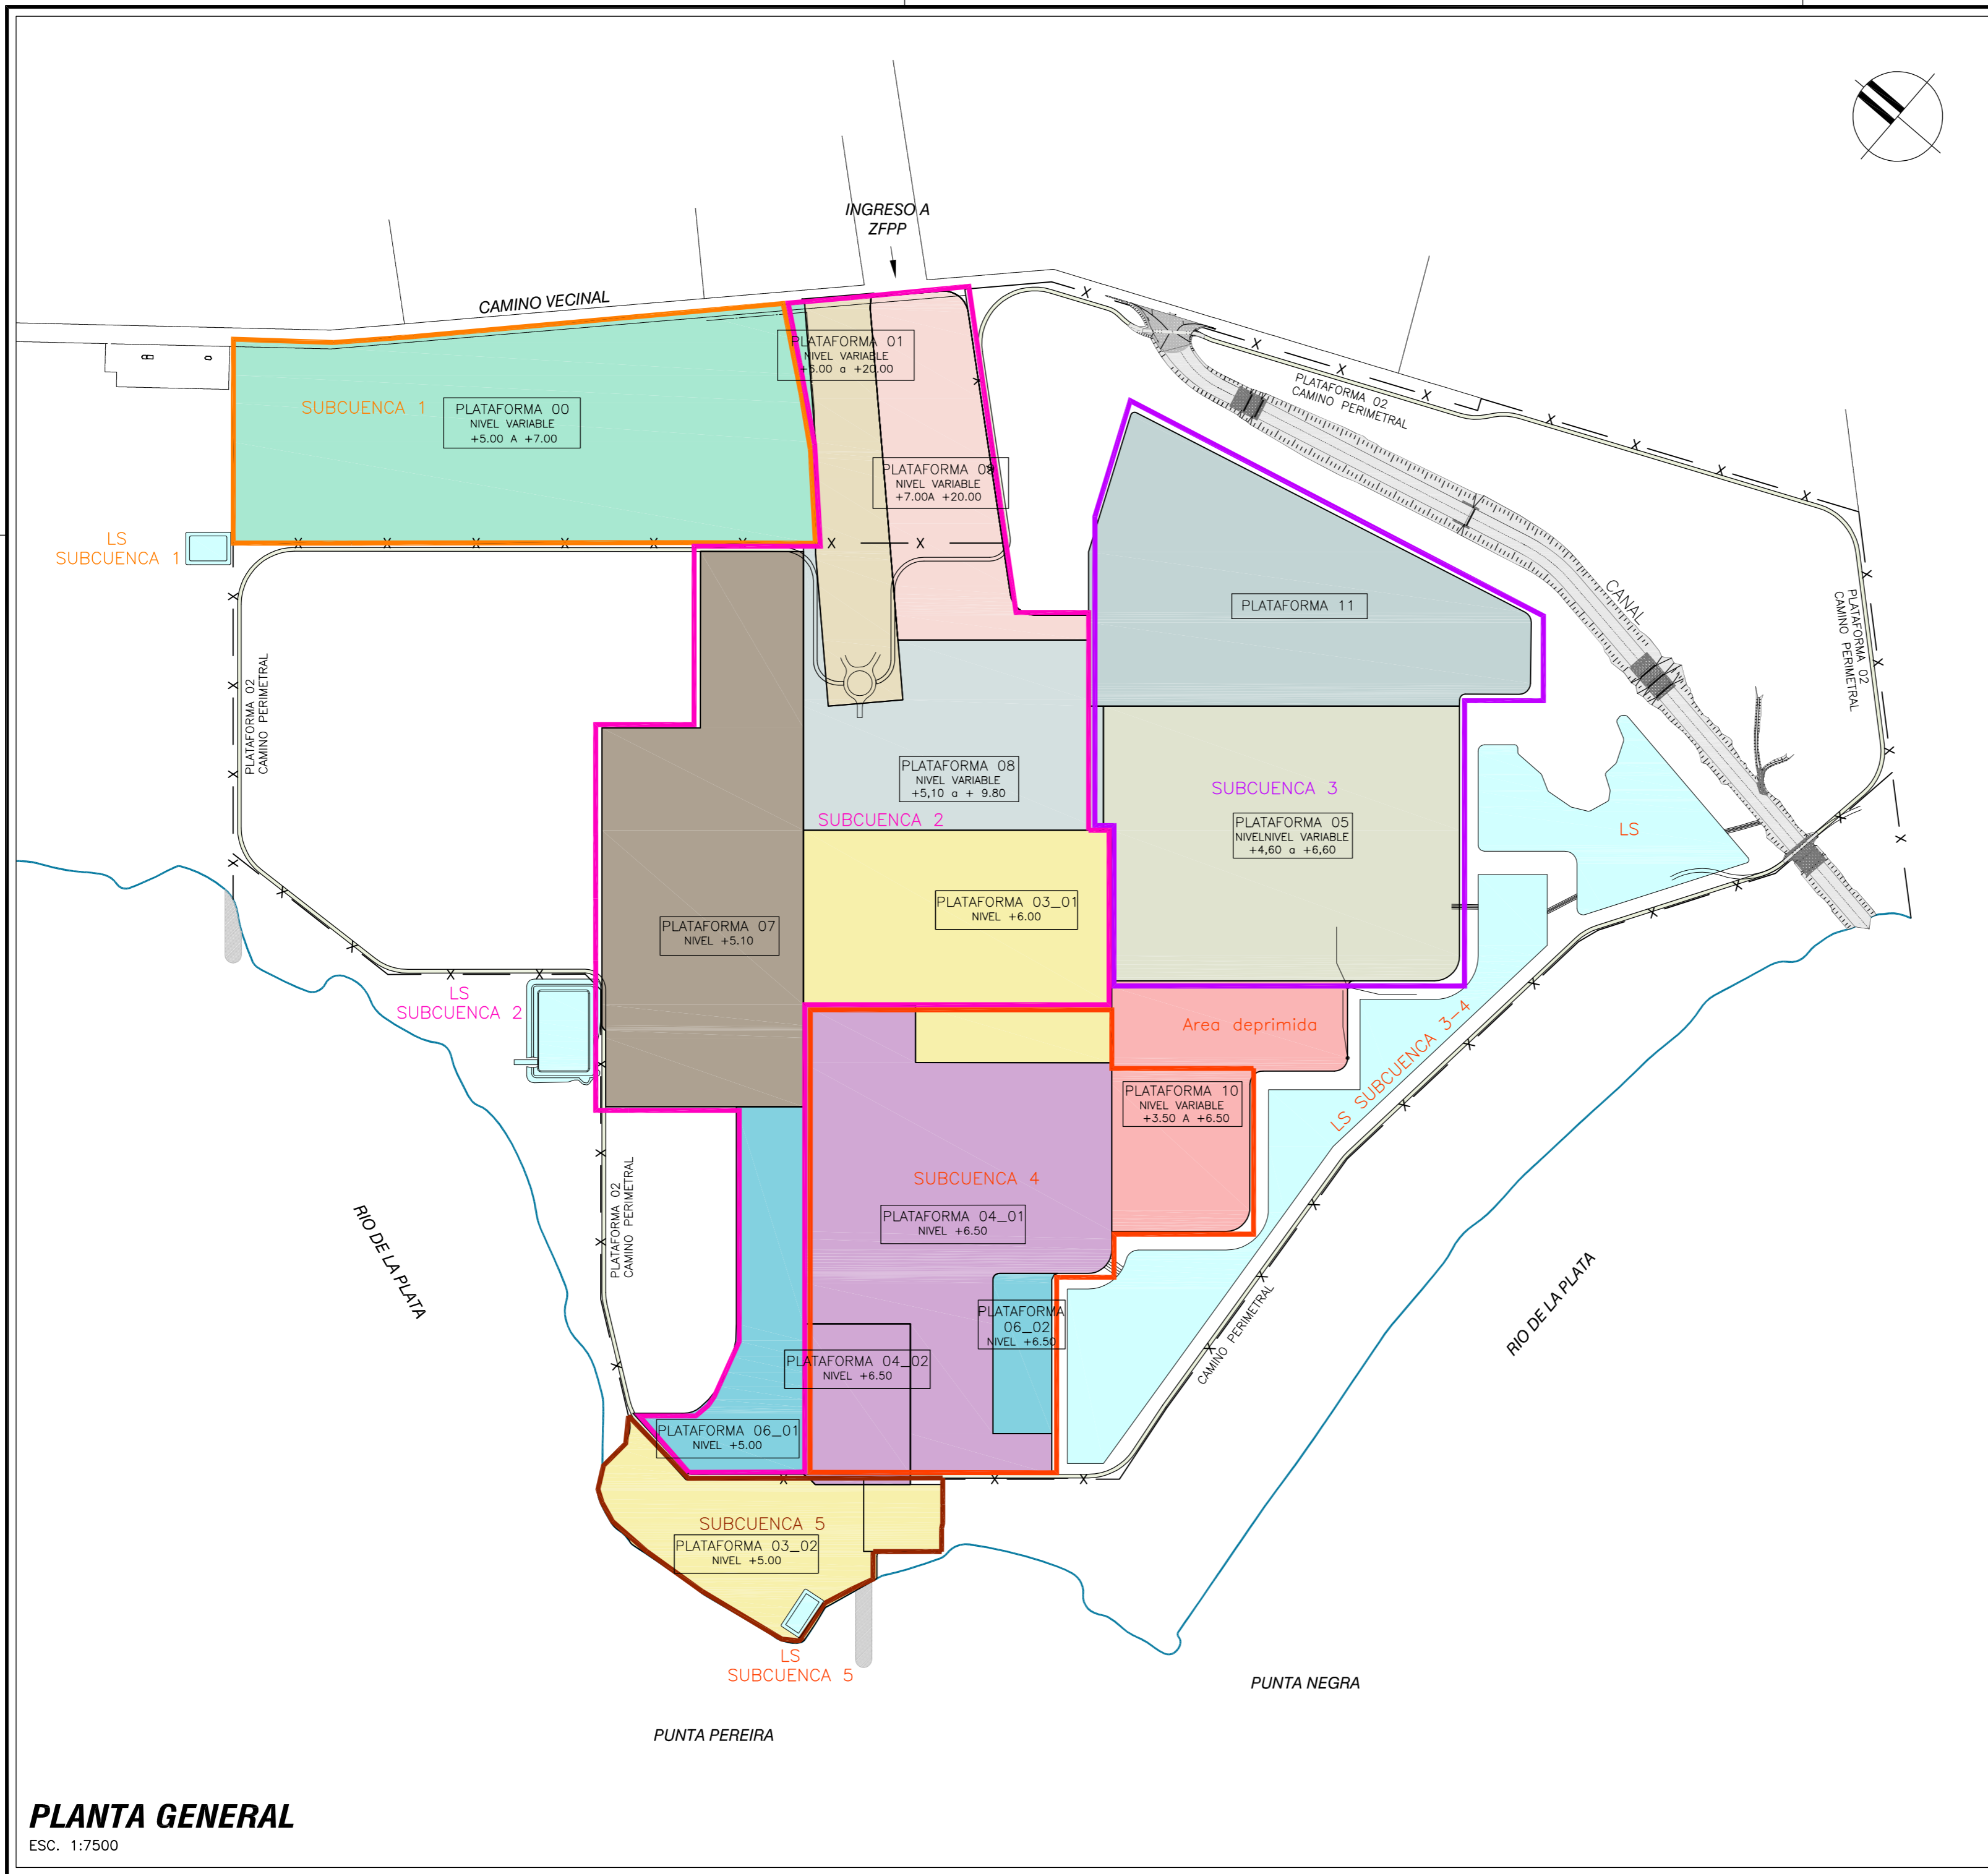 INGRESO A
ZFPP
CAMINO VECINAL
PLATAFORMA 01
NIVEL VARIABLE
+6.00 a +20.00
PLATAFORMA 02
CAMINO PERIMETRAL
SUBCUENCA 1
PLATAFORMA 00
NIVEL VARIABLE
+5.00 A +7.00
NIVEL VARIABLE
+7.00A +20.00
LS
SUBCUENCA 1
CANAL
PLATAFORMA 11
PLATAFORMA 02
CAMINO PERIMETRAL
PLATAFORMA 02
CAMINO PERIMETRAL
PLATAFORMA 08
NIVEL VARIABLE
+5,10 a + 9.80
SUBCUENCA 3
SUBCUENCA 2
PLATAFORMA 05
NIVELNIVEL VARIABLE
+4,60 a +6,60
LS
PLATAFORMA 03_01
NIVEL +6.00
PLATAFORMA 07
NIVEL +5.10
LS
SUBCUENCA 2
Area deprimida
LS SUBCUENCA 3-4
PLATAFORMA 10
NIVEL VARIABLE
+3.50 A +6.50
SUBCUENCA 4
PLATAFORMA 04_01
NIVEL +6.50
PLATAFORMA 02
CAMINO PERIMETRAL
RIO DE LA PLATA
RIO DE LA PLATA
CAMINO PERIMETRAL
PLATAFORMA
06_02
NIVEL +6.50
PLATAFORMA 04_02
NIVEL +6.50
PLATAFORMA 06_01
NIVEL +5.00
SUBCUENCA 5
PLATAFORMA 03_02
NIVEL +5.00
LS
SUBCUENCA 5
PUNTA NEGRA
PUNTA PEREIRA
PLANTA GENERAL
ESC. 1:7500